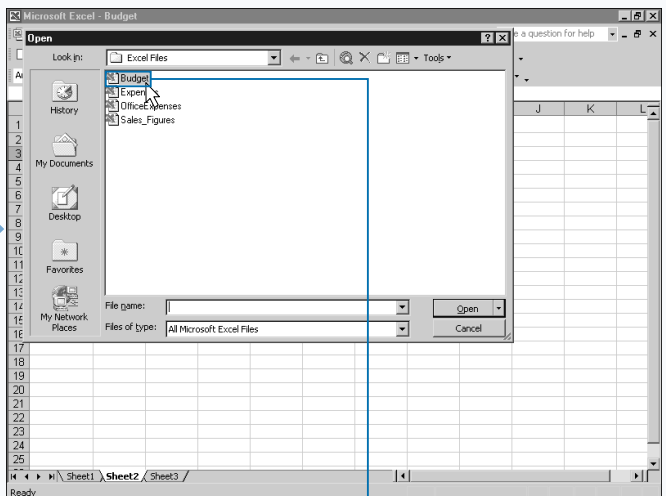 Microsoft Excel - Budget
Open
e a question for help
Look in:
Excel Files
Tools
History
My Documents
Desktop
Favorites
My Network
Places
Budget
OfficeExpenses
Sales_Figures
File name:
Open
Files of type:
All Microsoft Excel Files
Cancel
J K L
1
2
3
4
5
6
7
8
9
10
11
12
13
14
15
16
17
18
19
20
21
22
23
24
25
Sheet1 Sheet2 Sheet3
Ready